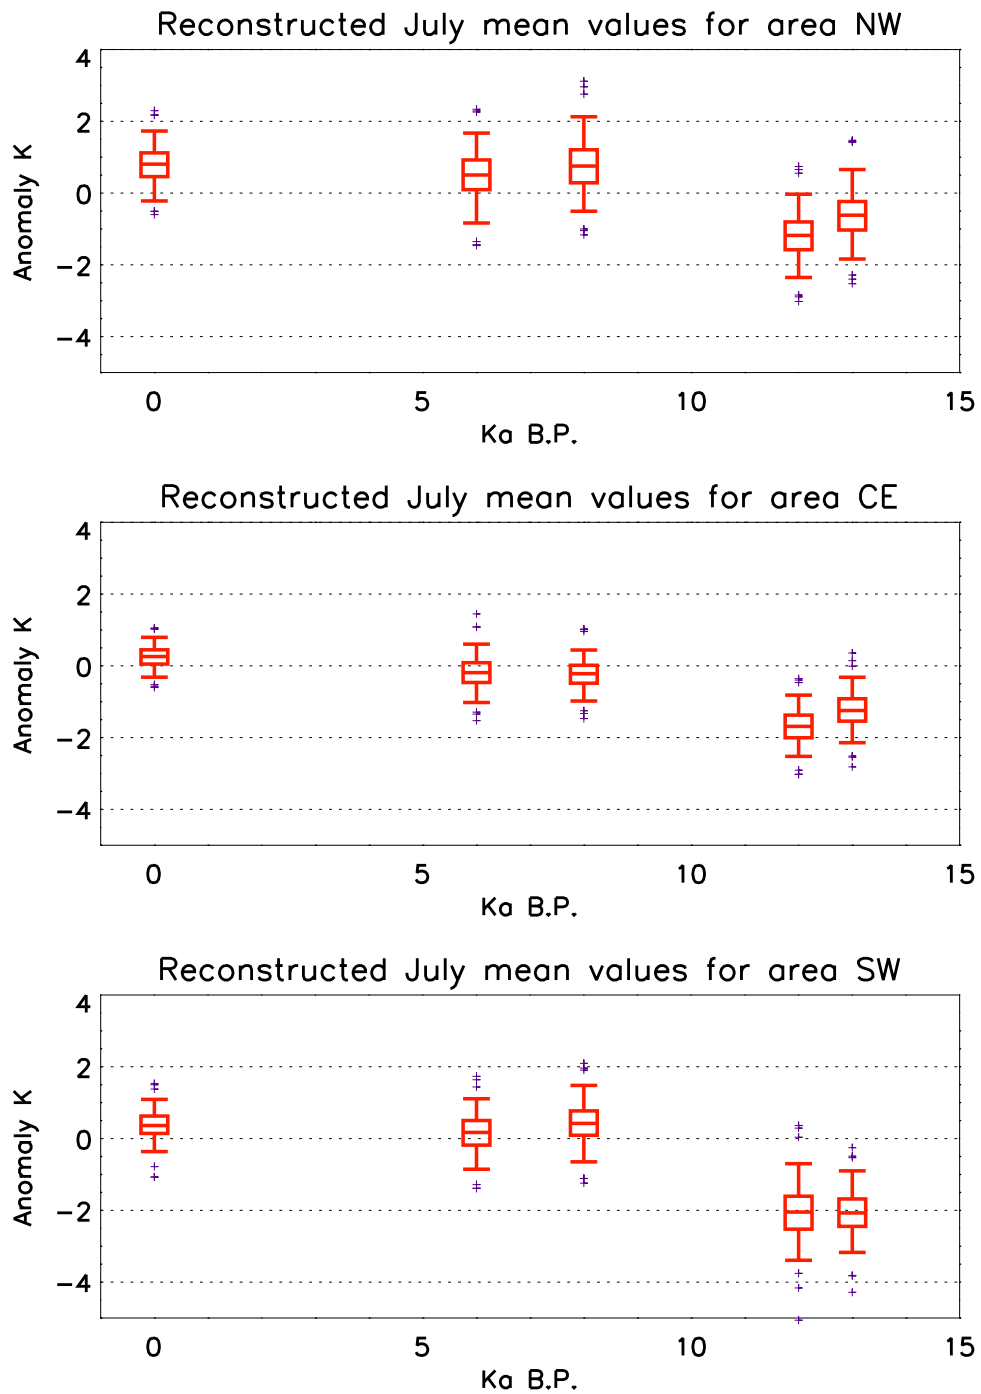 Reconstructed July mean values for area NW
4
2
0
−2
−4
Anomaly K
0 5 10 15
Ka B.P.
Reconstructed July mean values for area CE
4
2
0
−2
−4
Anomaly K
0 5 10 15
Ka B.P.
Reconstructed July mean values for area SW
4
2
0
−2
−4
Anomaly K
0 5 10 15
Ka B.P.